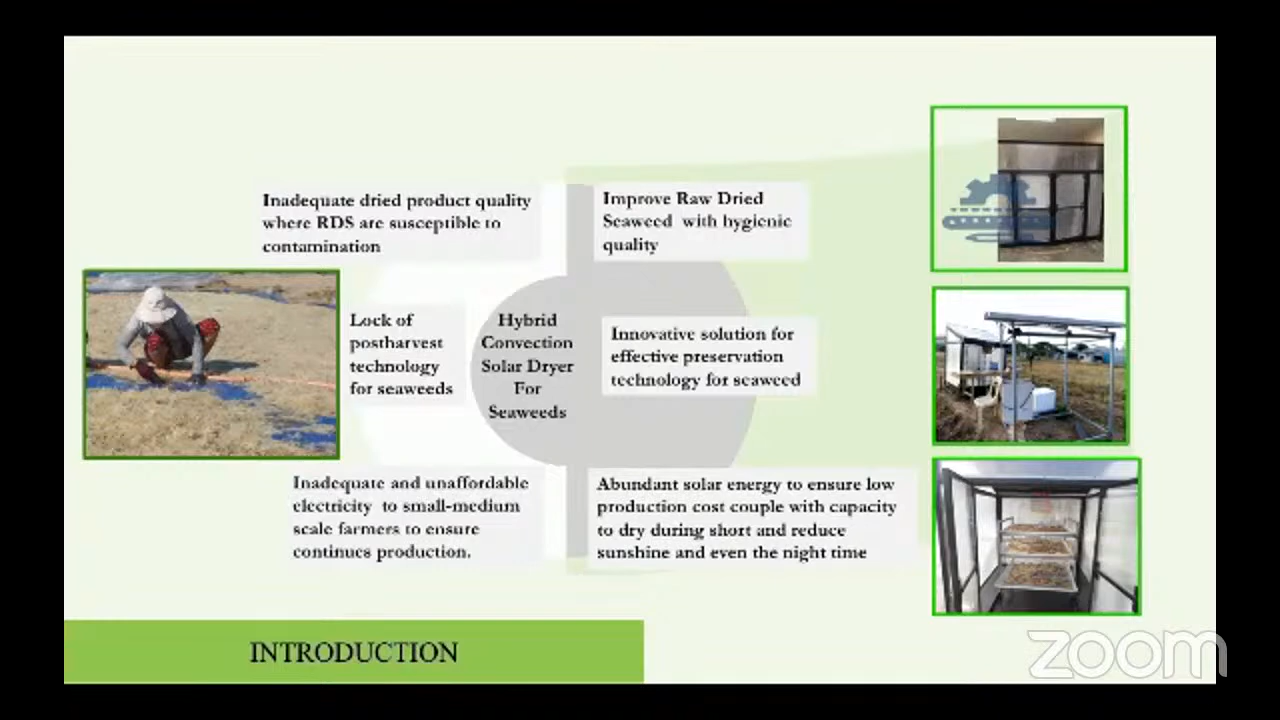 Inadequate dried product quality
where RDS are susceptible to
contamination
Improve Raw Dried
Seaweed with hygienic
quality
Lock of
postharvest
technology
for seaweeds
Hybrid
Convection
Solar Dryer
For
Seaweeds
Innovative solution for
effective preservation
technology for seaweed
Inadequate and unaffordable
electricity to small-medium
scale farmers to ensure
continues production.
Abundant solar energy to ensure low
production cost couple with capacity
to dry during short and reduce
sunshine and even the night time
INTRODUCTION
zoom